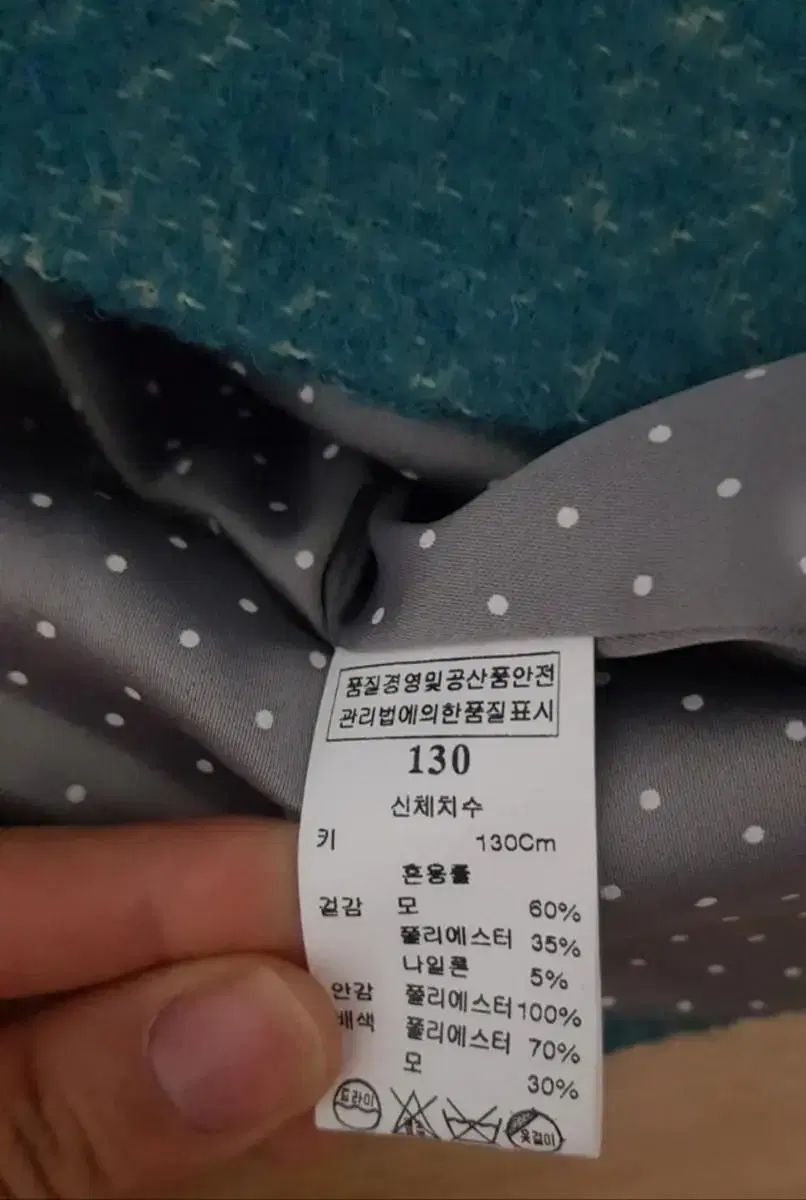 품질경영및공산품안전
관리법에의한품질표시
130
신체치수
키 130Cm
혼용률
겉감 모 60%
폴리에스터 35%
나일론 5%
안감 폴리에스터 100%
배색 폴리에스터 70%
모 30%
드라이
옷걸이